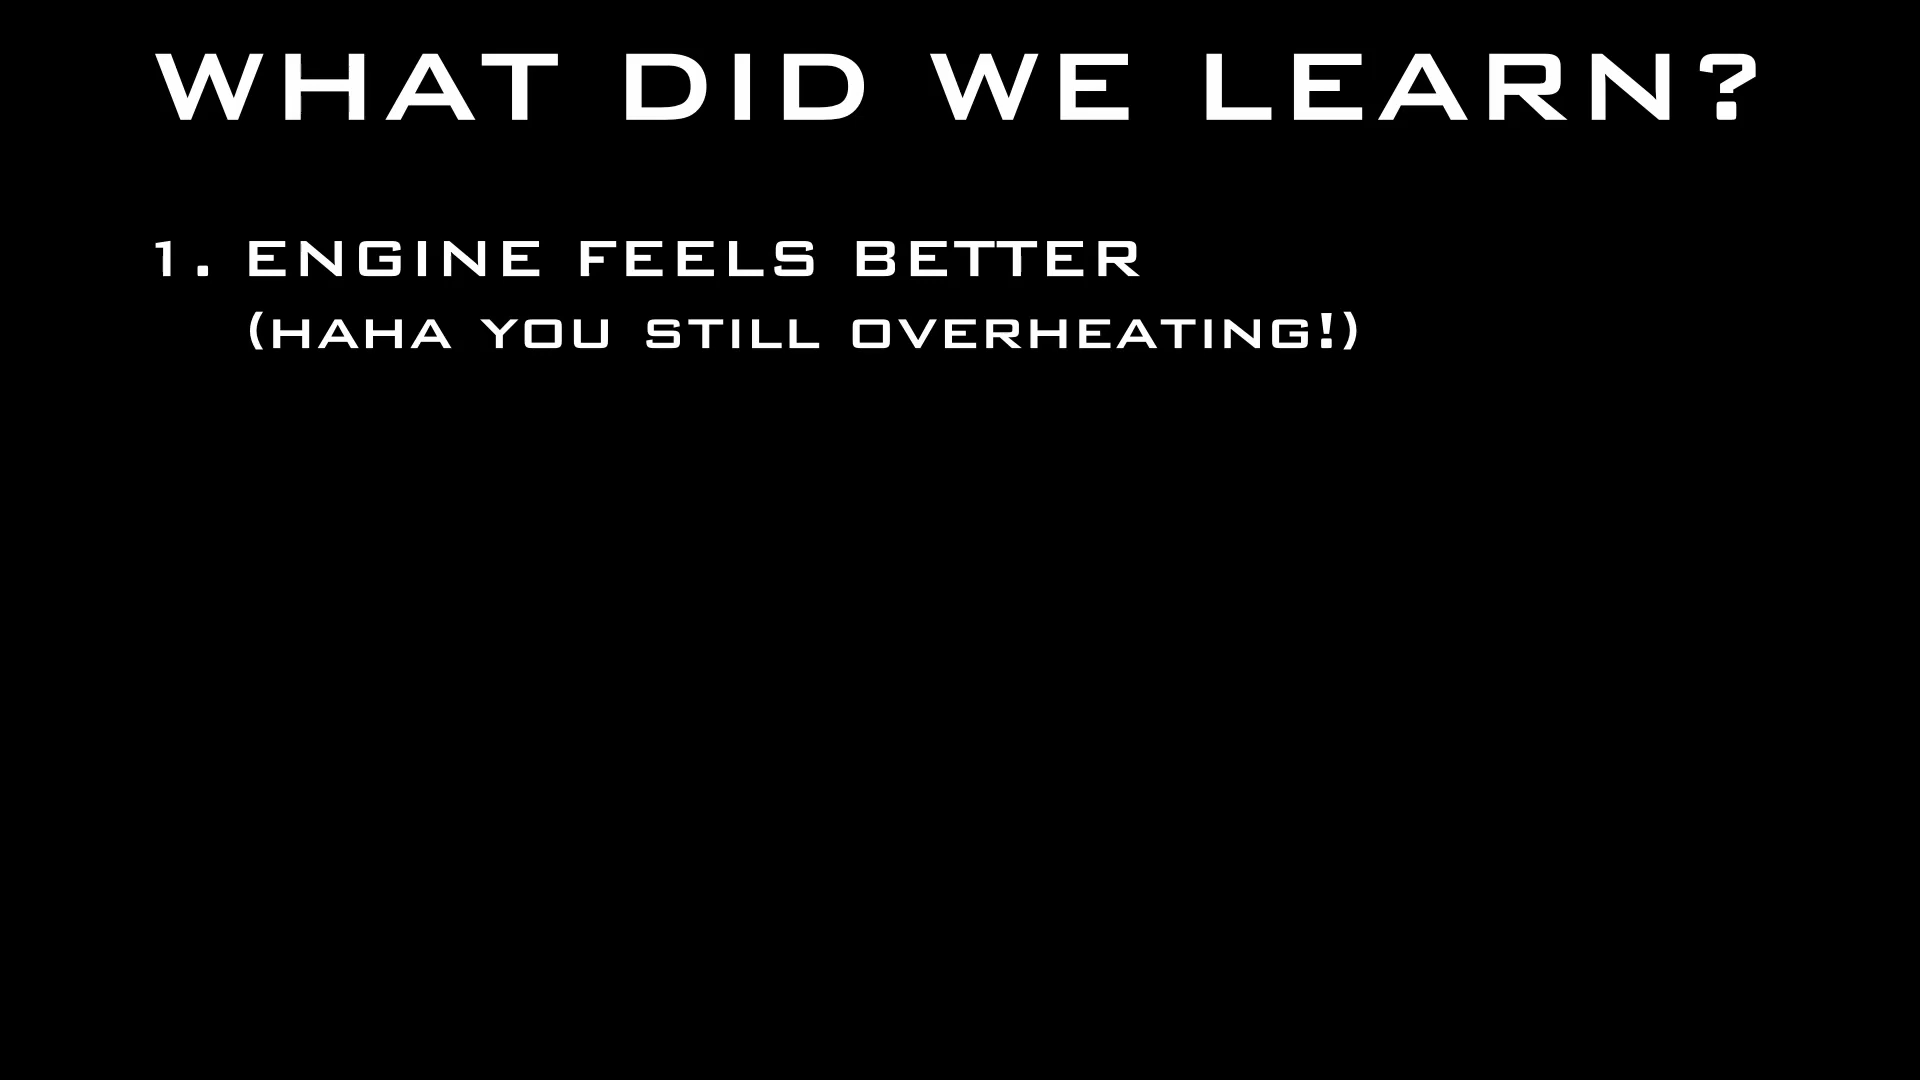 WHAT DID WE LEARN?
1. ENGINE FEELS BETTER
(HAHA YOU STILL OVERHEATING!)